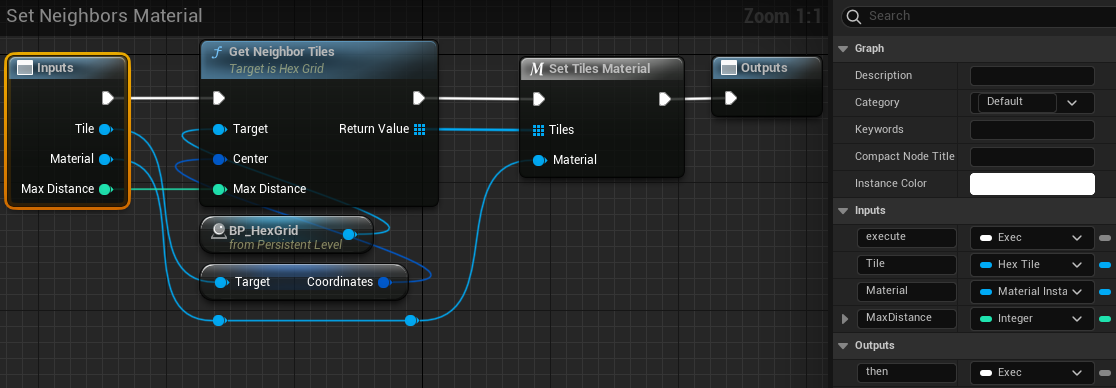 Set Neighbors Material
Zoom 1:1
Inputs
Tile
Material
Max Distance
f Get Neighbor Tiles
Target is Hex Grid
Target
Return Value
Center
Max Distance
BP_HexGrid
from Persistent Level
Target
Coordinates
M Set Tiles Material
Tiles
Material
Outputs
Search
Graph
Description
Category
Default
Keywords
Compact Node Title
Instance Color
Inputs
execute
Exec
Tile
Hex Tile
Material
Material Insta
MaxDistance
Integer
Outputs
then
Exec